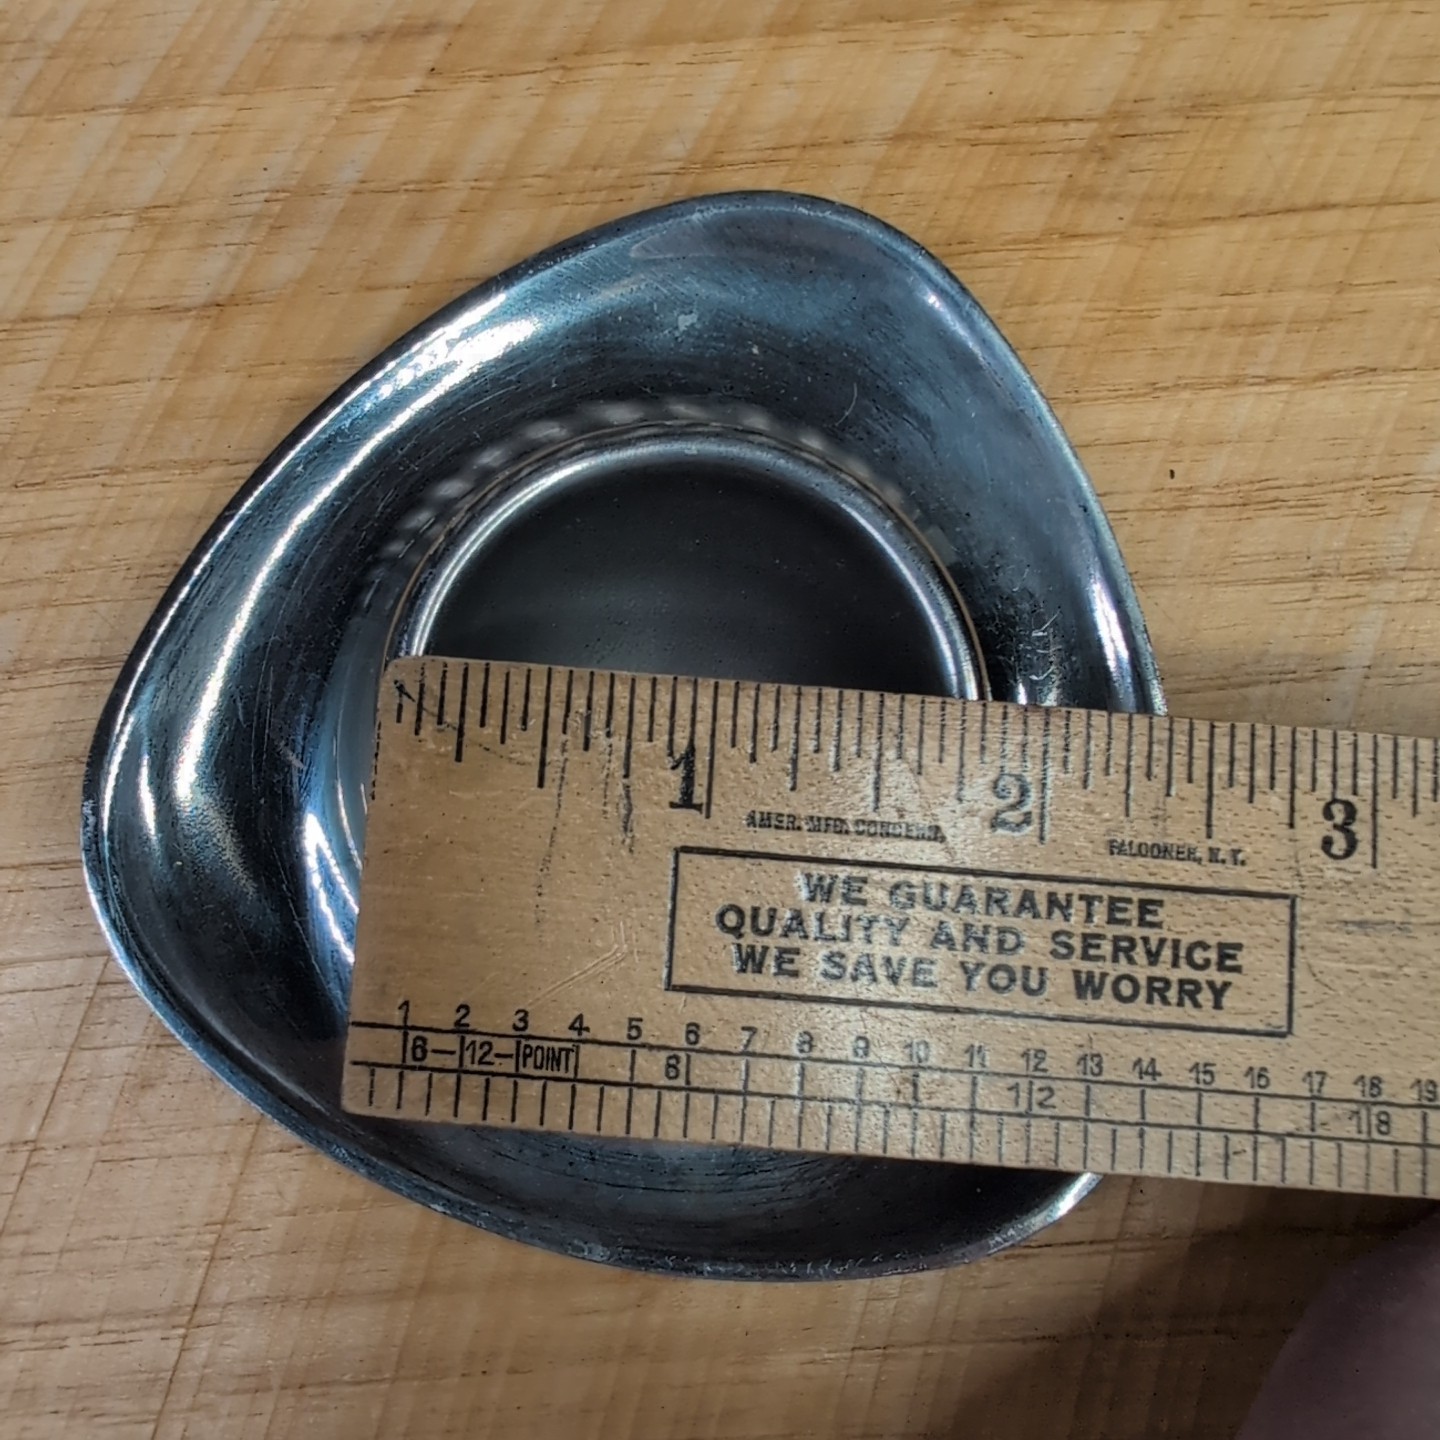 1 2 3
AMER. MFG. CONCERN
FALCONER, N.Y.
WE GUARANTEE
QUALITY AND SERVICE
WE SAVE YOU WORRY
1 2 3 4 5 6 7 8 9 10 11 12 13 14 15 16 17 18 19
6 12 POINT 6 12 18